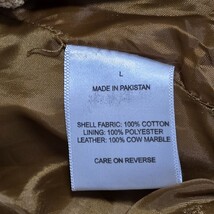 L
MADE IN PAKISTAN
SHELL FABRIC: 100% COTTON
LINING: 100% POLYESTER
LEATHER: 100% COW MARBLE
CARE ON REVERSE